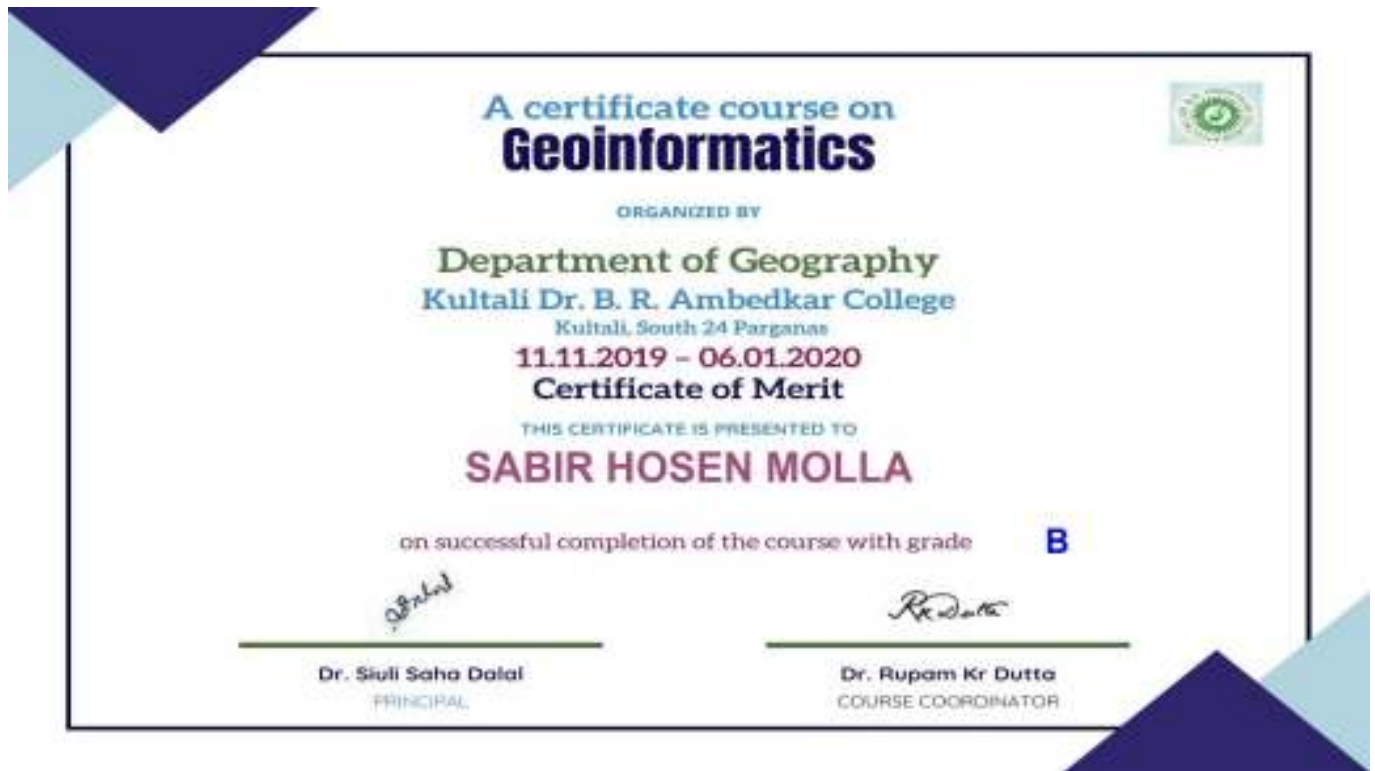 A certificate course on
Geoinformatics
ORGANIZED BY
Department of Geography
Kultali Dr. B. R. Ambedkar College
Kultali, South 24 Parganas
11.11.2019 – 06.01.2020
Certificate of Merit
THIS CERTIFICATE IS PRESENTED TO
SABIR HOSEN MOLLA
on successful completion of the course with grade B
RK Dutta
Dr. Siuli Saha Dalal Dr. Rupam Kr Dutta
PRINCIPAL COURSE COORDINATOR